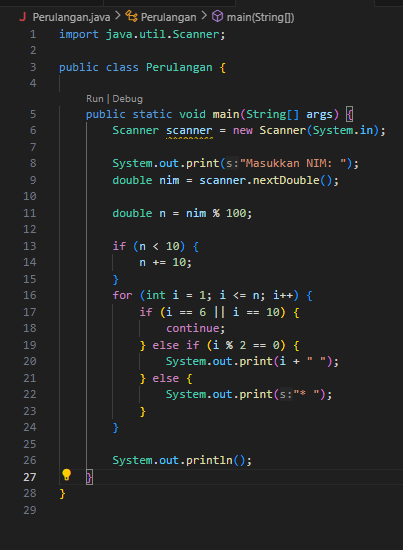 Perulangan.java > Perulangan > main(String[])
1 import java.util.Scanner;
2
3 public class Perulangan {
4
Run | Debug
5 public static void main(String[] args) {
6 Scanner scanner = new Scanner(System.in);
7
8 System.out.print(s:"Masukkan NIM: ");
9 double nim = scanner.nextDouble();
10
11 double n = nim % 100;
12
13 if (n < 10) {
14 n += 10;
15 }
16 for (int i = 1; i <= n; i++) {
17 if (i == 6 || i == 10) {
18 continue;
19 } else if (i % 2 == 0) {
20 System.out.print(i + " ");
21 } else {
22 System.out.print(s:"* ");
23 }
24 }
25
26 System.out.println();
27 }
28 }
29